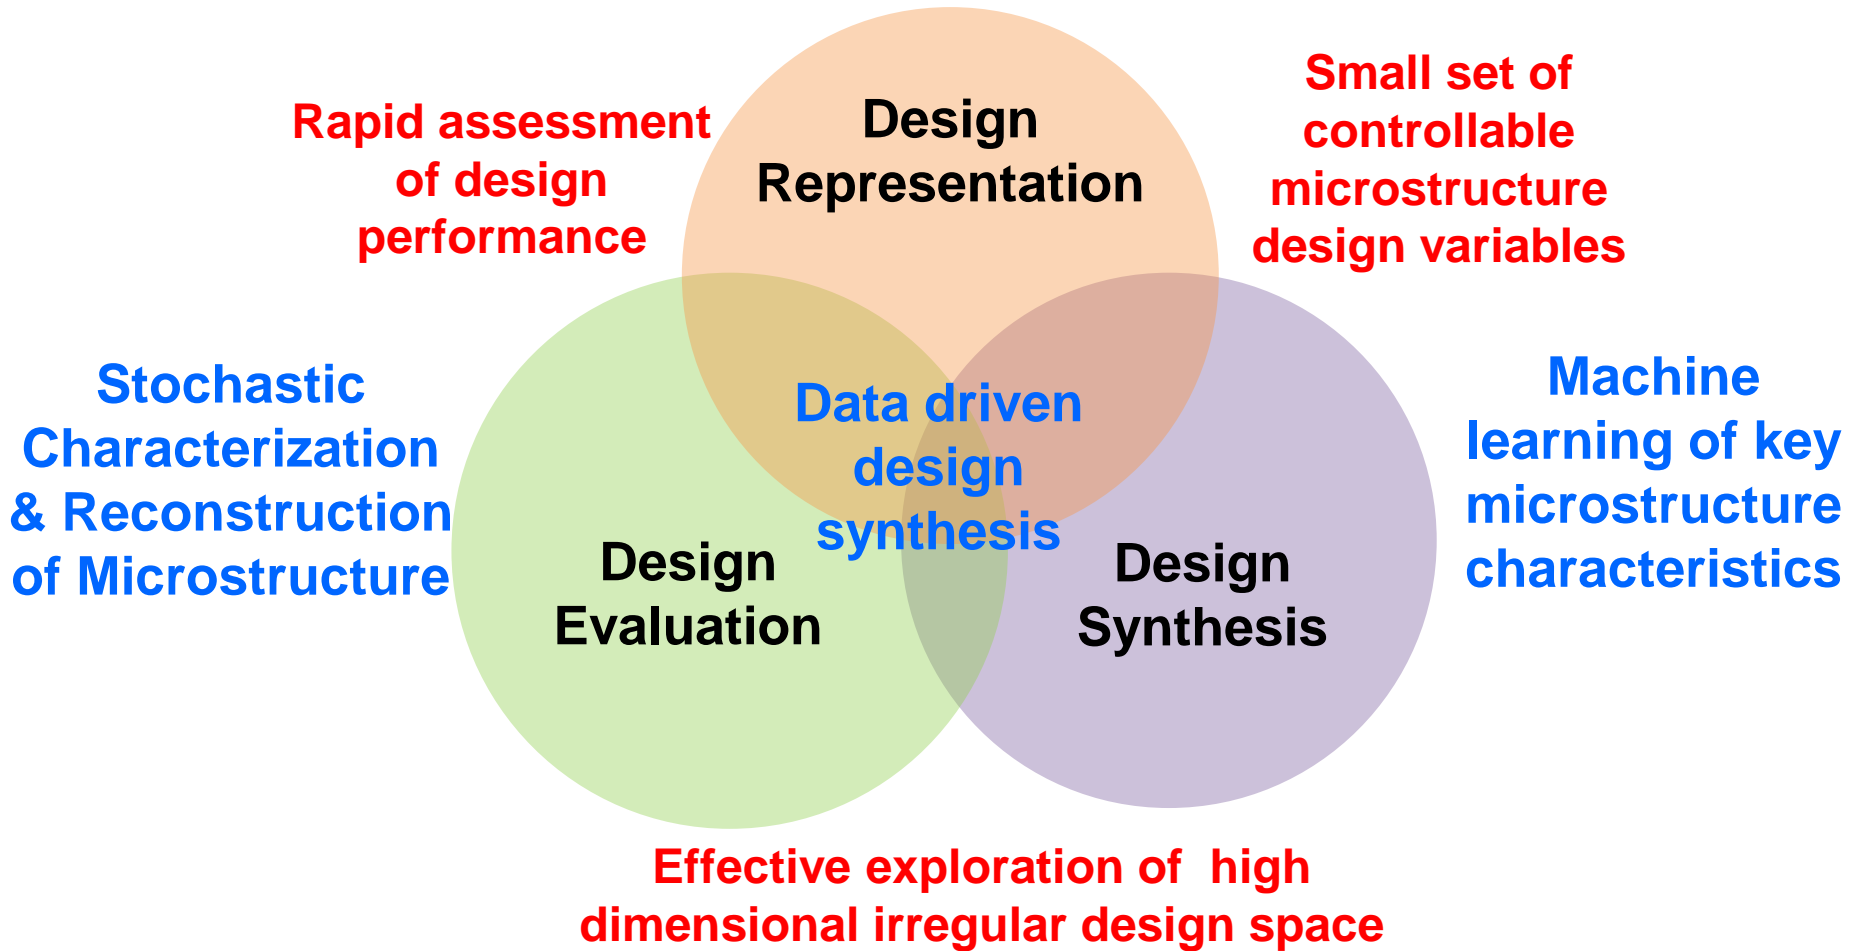 Design
Representation
Rapid assessment
of design
performance
Small set of
controllable
microstructure
design variables
Stochastic
Characterization
& Reconstruction
of Microstructure
Data driven
design
synthesis
Machine
learning of key
microstructure
characteristics
Design
Evaluation
Design
Synthesis
Effective exploration of  high
dimensional irregular design space